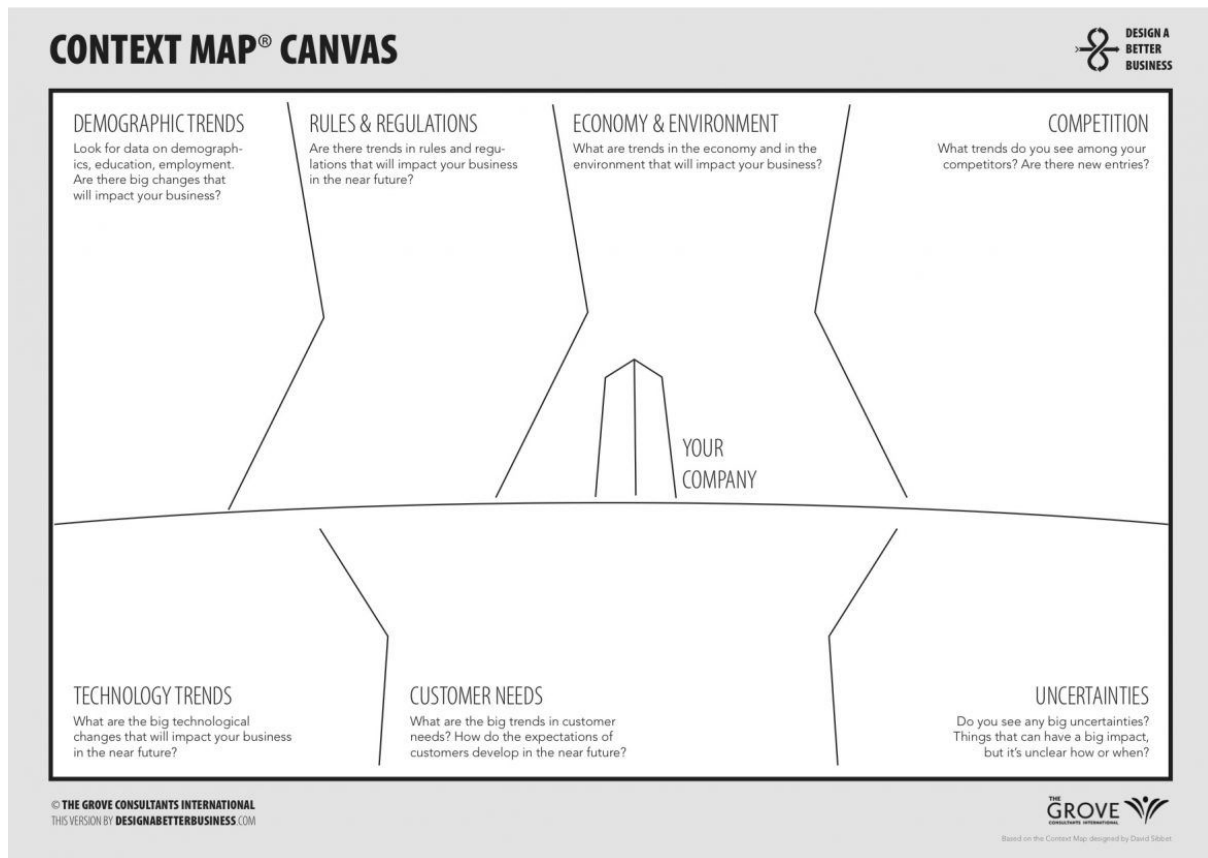 CONTEXT MAP® CANVAS
DESIGN A
BETTER
BUSINESS
DEMOGRAPHIC TRENDS
Look for data on demograph-
ics, education, employment.
Are there big changes that
will impact your business?
RULES & REGULATIONS
Are there trends in rules and regu-
lations that will impact your business
in the near future?
ECONOMY & ENVIRONMENT
What are trends in the economy and in the
environment that will impact your business?
COMPETITION
What trends do you see among your
competitors? Are there new entries?
YOUR
COMPANY
TECHNOLOGY TRENDS
What are the big technological
changes that will impact your business
in the near future?
CUSTOMER NEEDS
What are the big trends in customer
needs? How do the expectations of
customers develop in the near future?
UNCERTAINTIES
Do you see any big uncertainties?
Things that can have a big impact,
but it's unclear how or when?
© THE GROVE CONSULTANTS INTERNATIONAL
THIS VERSION BY DESIGNABETTERBUSINESS.COM
THE
GROVE
CONSULTANTS INTERNATIONAL
Based on the Context Map designed by David Sibbet